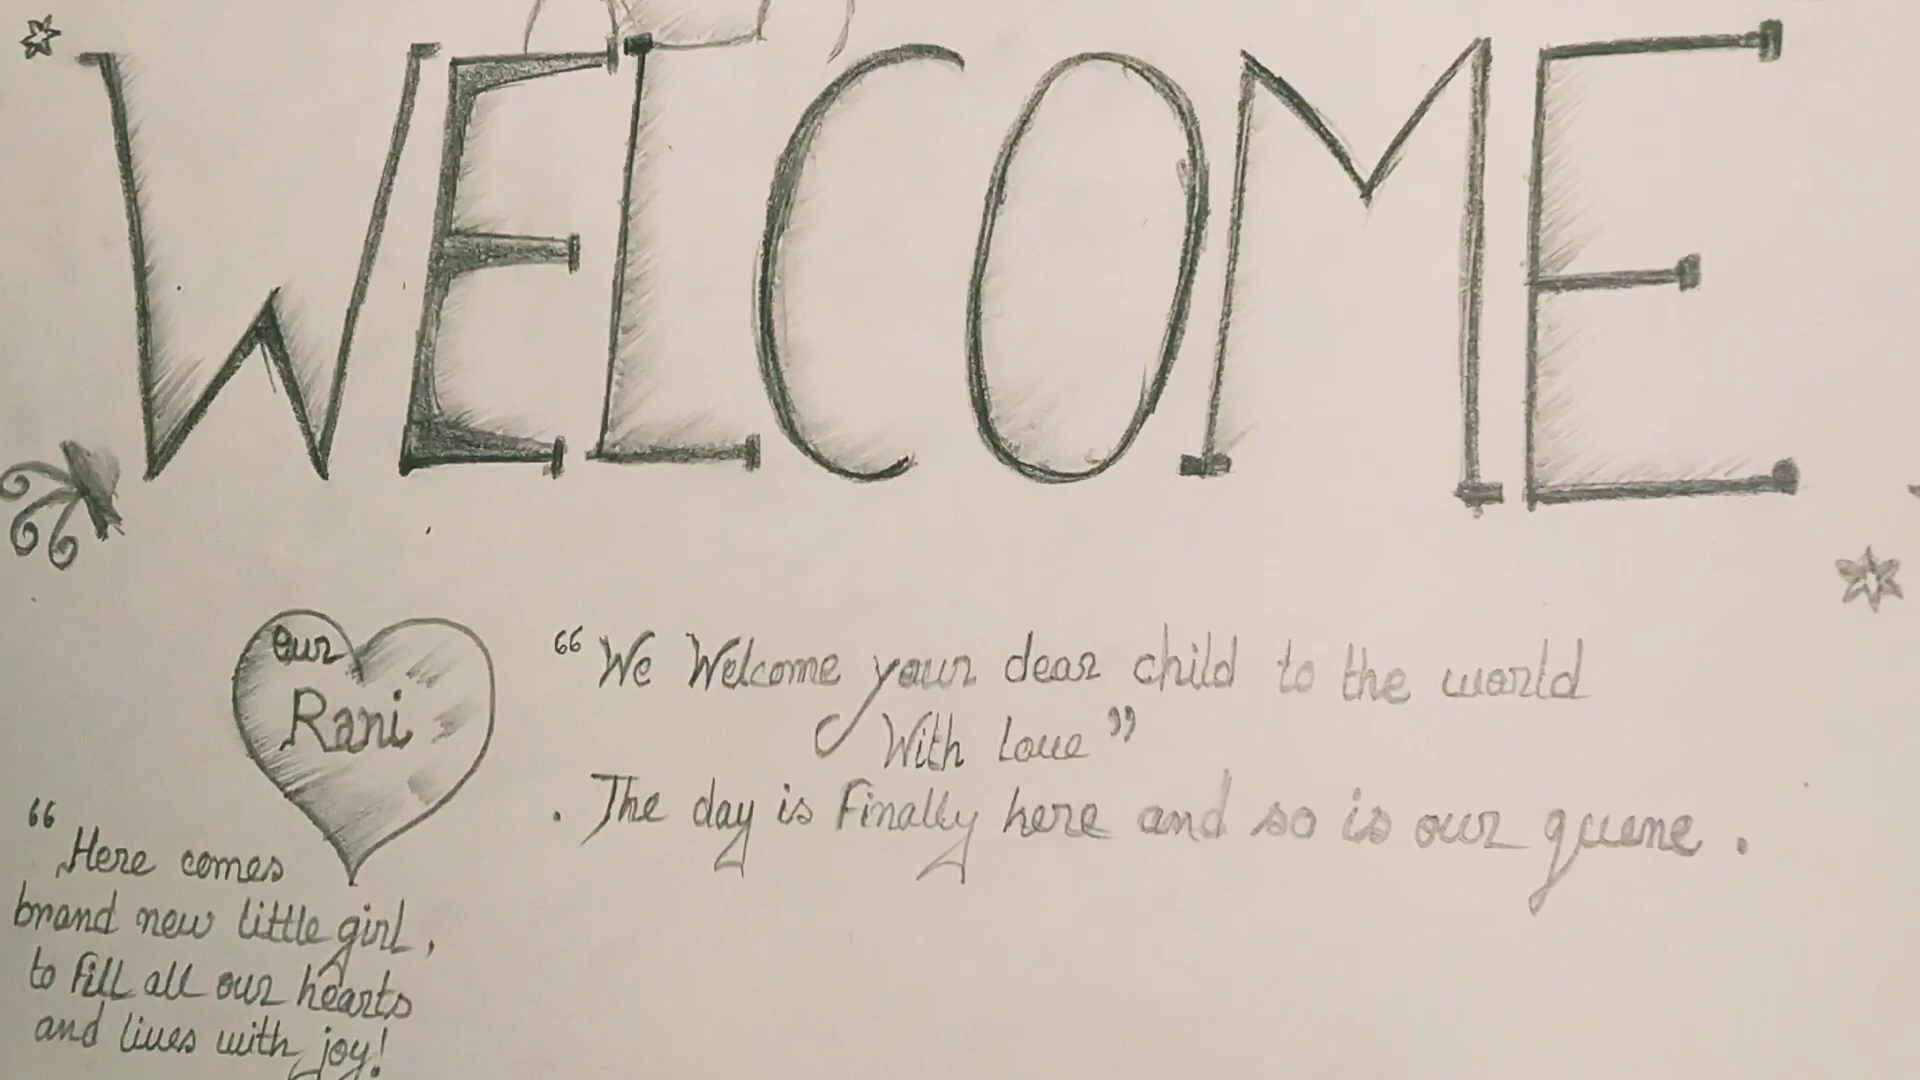 WELCOME
our
Rani
“We Welcome your dear child to the world
With Love”
. The day is Finally here and so is our quene .
“Here comes
brand new little girl,
to fill all our hearts
and lives with joy!